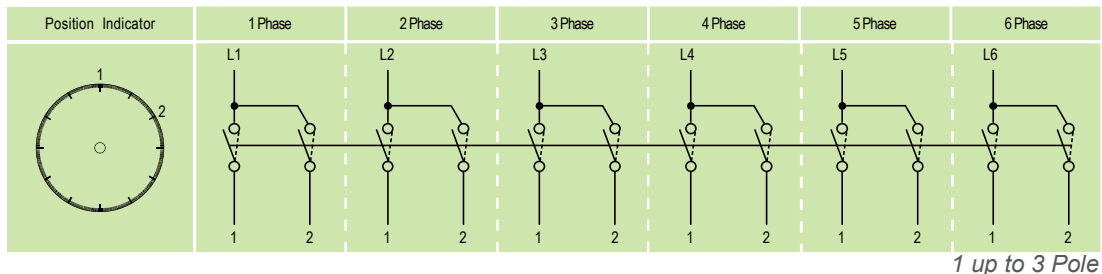 Position Indicator 1 Phase 2 Phase 3 Phase 4 Phase 5 Phase 6 Phase
L1 L2 L3 L4 L5 L6
1
2
1 2 1 2 1 2 1 2 1 2 1 2
1 up to 3 Pole